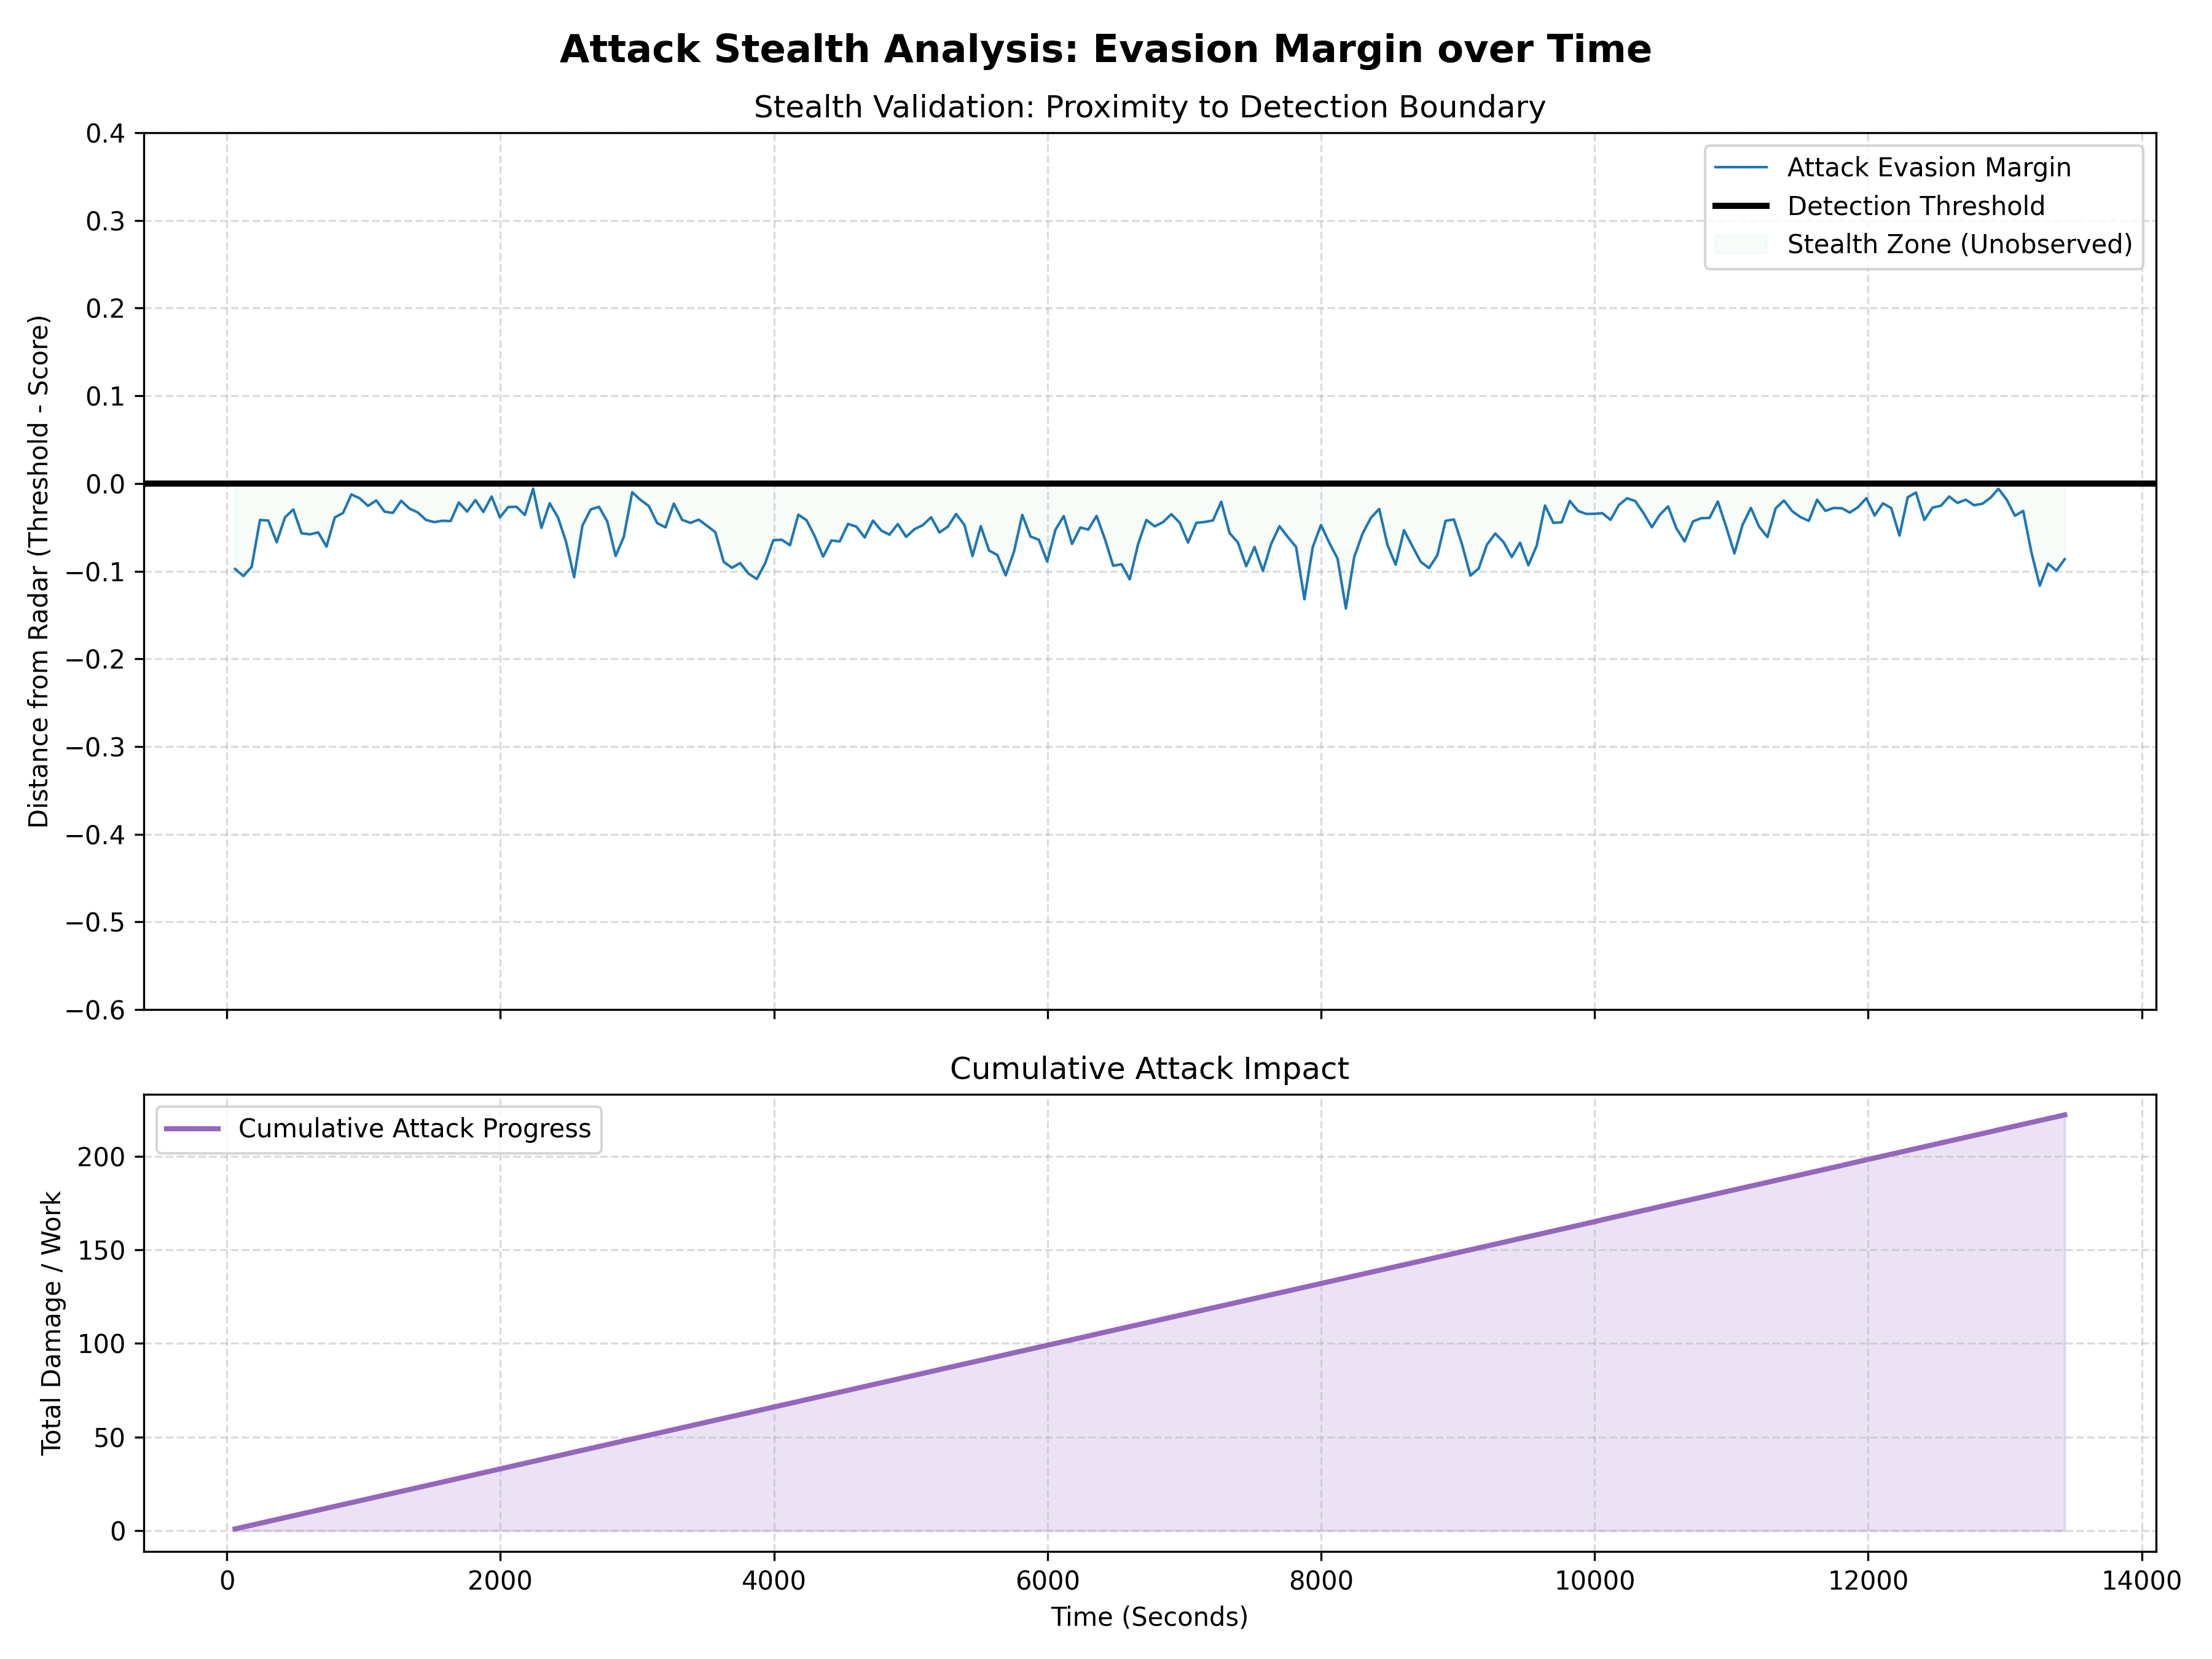 Attack Stealth Analysis: Evasion Margin over Time
Stealth Validation: Proximity to Detection Boundary
Distance from Radar (Threshold - Score)
0.4
0.3
0.2
0.1
0.0
−0.1
−0.2
−0.3
−0.4
−0.5
−0.6
Attack Evasion Margin
Detection Threshold
Stealth Zone (Unobserved)
Cumulative Attack Impact
Total Damage / Work
Cumulative Attack Progress
200
150
100
50
0
0 2000 4000 6000 8000 10000 12000 14000
Time (Seconds)